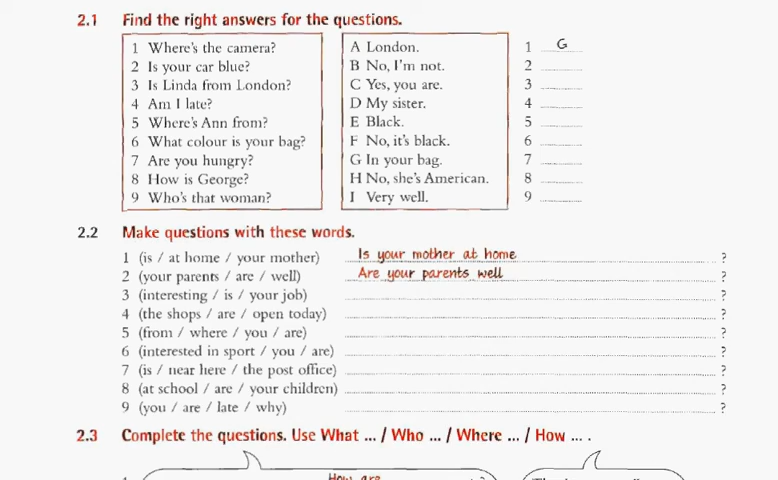 2.1 Find the right answers for the questions.
1 Where's the camera? A London. 1 G
2 Is your car blue? B No, I'm not. 2
3 Is Linda from London? C Yes, you are. 3
4 Am I late? D My sister. 4
5 Where's Ann from? E Black. 5
6 What colour is your bag? F No, it's black. 6
7 Are you hungry? G In your bag. 7
8 How is George? H No, she's American. 8
9 Who's that woman? I Very well. 9
2.2 Make questions with these words.
1 (is / at home / your mother) Is your mother at home ?
2 (your parents / are / well) Are your parents well ?
3 (interesting / is / your job) ?
4 (the shops / are / open today) ?
5 (from / where / you / are) ?
6 (interested in sport / you / are) ?
7 (is / near here / the post office) ?
8 (at school / are / your children) ?
9 (you / are / late / why) ?
2.3 Complete the questions. Use What ... / Who ... / Where ... / How ... .
How are